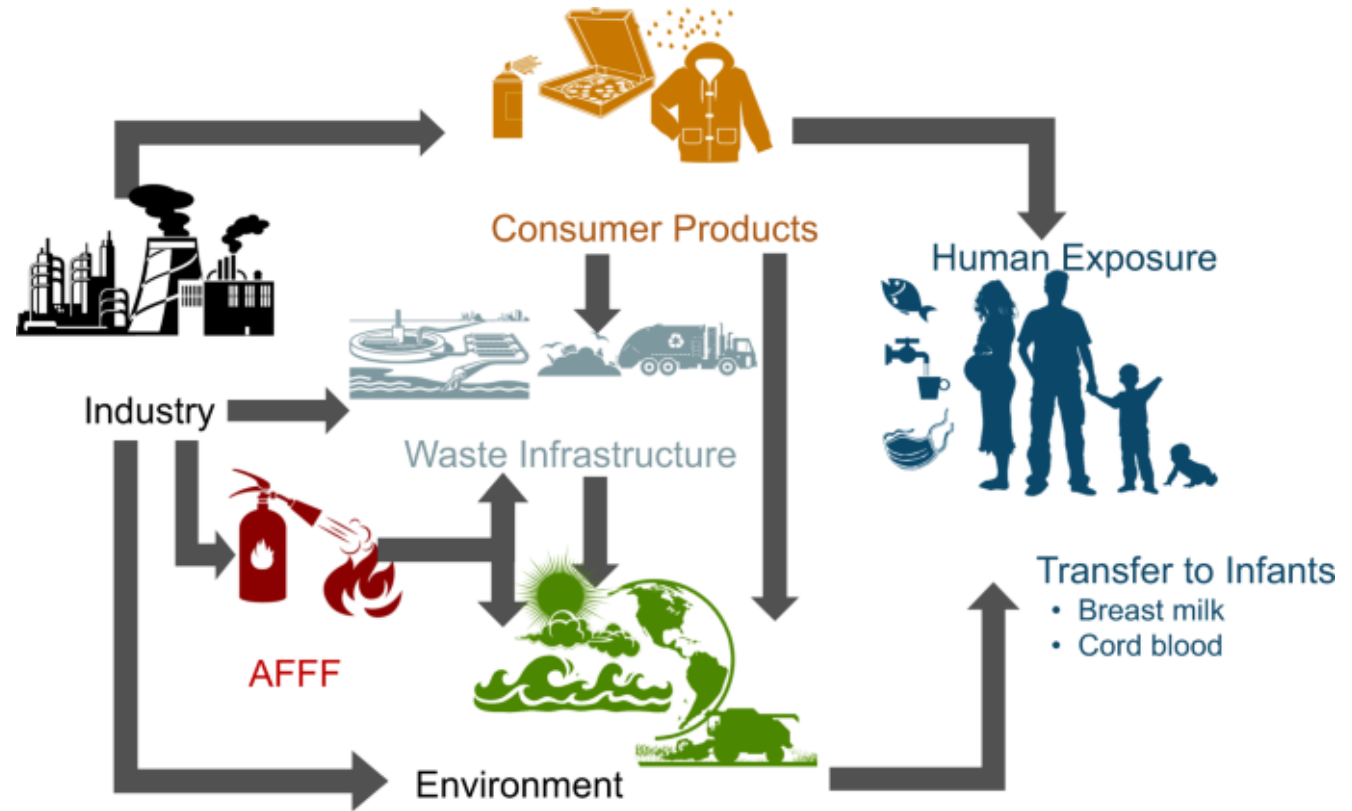 Consumer Products
Human Exposure
Industry
Waste Infrastructure
AFFF
Transfer to Infants
• Breast milk
• Cord blood
Environment